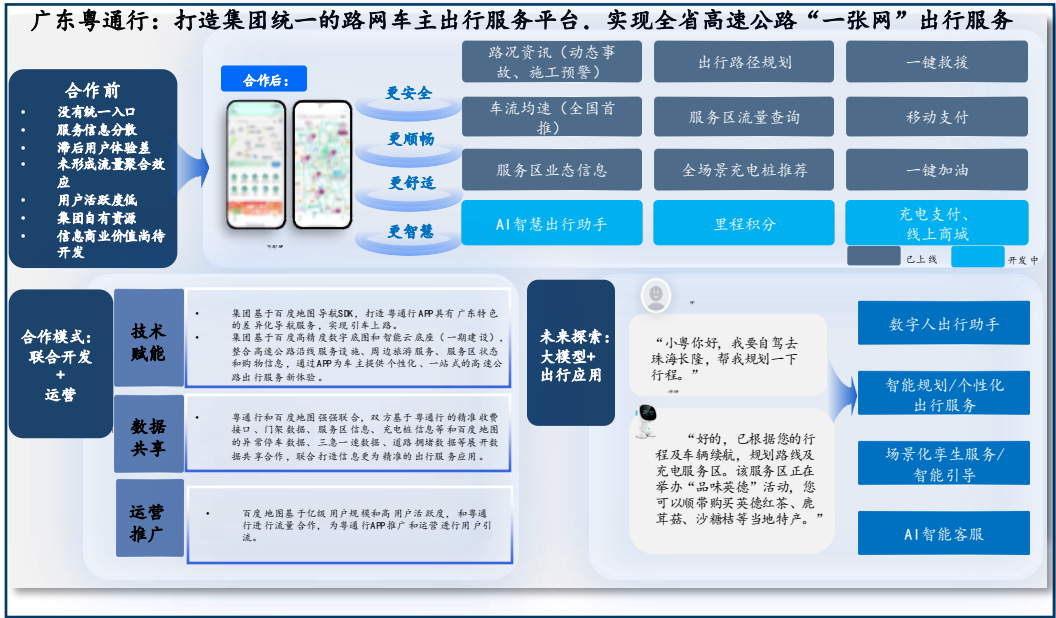 广东粤通行：打造集团统一的路网车主出行服务平台．实现全省高速公路“一张网”出行服务
合作前
• 没有统一入口
• 服务信息分散
• 滞后用户体验差
• 未形成流量聚合效
应
• 用户活跃度低
• 集团自有资源
• 信息商业价值尚待
开发
合作后：
更安全
更顺畅
更舒适
更智慧
路况资讯（动态事
故、施工预警）
出行路径规划
一键救援
车流均速（全国首
推）
服务区流量查询
移动支付
服务区业态信息
全场景充电桩推荐
一键加油
AI智慧出行助手
里程积分
充电支付、
线上商城
已上线
开发中
合作模式：
联合开发
+
运营
技术
赋能
• 集团基于百度地图导航SDK，打造粤通行APP具有广东特色
的差异化导航服务，实现引车上路。
• 集团基于百度高精度数字底图和智能云底座（一期建设），
整合高速公路沿线服务设施、周边旅游服务、服务区状态
和购物信息，通过APP为车主提供个性化、一站式的高速公
路出行服务新体验。
数据
共享
• 粤通行和百度地图强强联合，双方基于粤通行的精准收费
接口、门架数据、服务区信息、充电桩信息等和百度地图
的异常停车数据、三急一速数据、道路拥堵数据等展开数
据共享合作，联合打造信息更为精准的出行服务应用。
运营
推广
• 百度地图基于亿级用户规模和高用户活跃度，和粤通
行进行流量合作，为粤通行APP推广和运营进行用户引
流。
未来探索：
大模型+
出行应用
“小粤你好，我要自驾去
珠海长隆，帮我规划一下
行程。”
“好的，已根据您的行
程及车辆续航，规划路线及
充电服务区。该服务区正在
举办“品味英德”活动，您
可以顺带购买英德红茶、鹿
茸菇、沙糖桔等当地特产。”
数字人出行助手
智能规划/个性化
出行服务
场景化孪生服务/
智能引导
AI智能客服